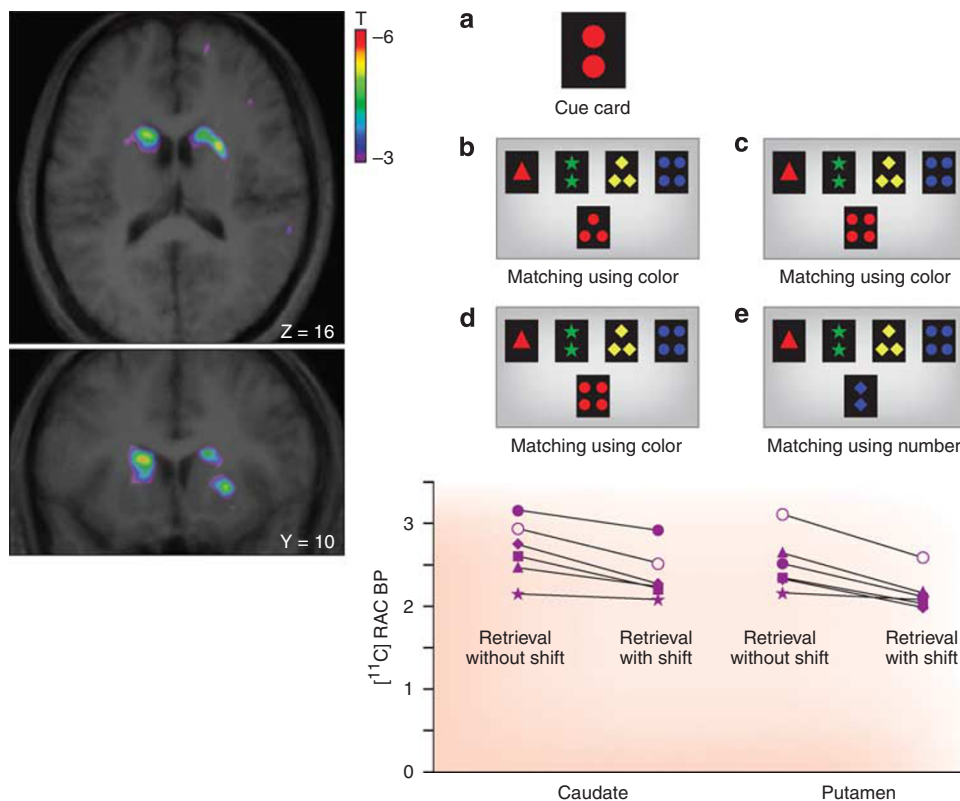 T
–6
–3
Z = 16
Y = 10
a
Cue card
b
Matching using color
c
Matching using color
d
Matching using color
e
Matching using number
[¹¹C] RAC BP
3
2
1
0
Retrieval
without shift
Retrieval
with shift
Retrieval
without shift
Retrieval
with shift
Caudate
Putamen